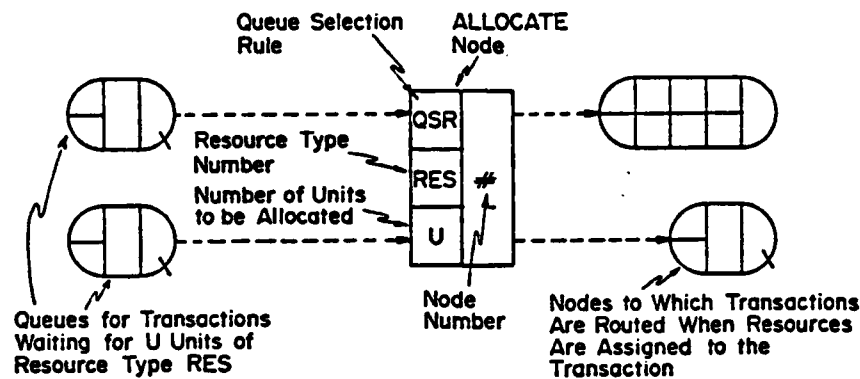 Queue Selection
Rule
ALLOCATE
Node
QSR
Resource Type
Number
RES
#
Number of Units
to be Allocated
U
Node
Number
Queues for Transactions
Waiting for U Units of
Resource Type RES
Nodes to Which Transactions
Are Routed When Resources
Are Assigned to the
Transaction